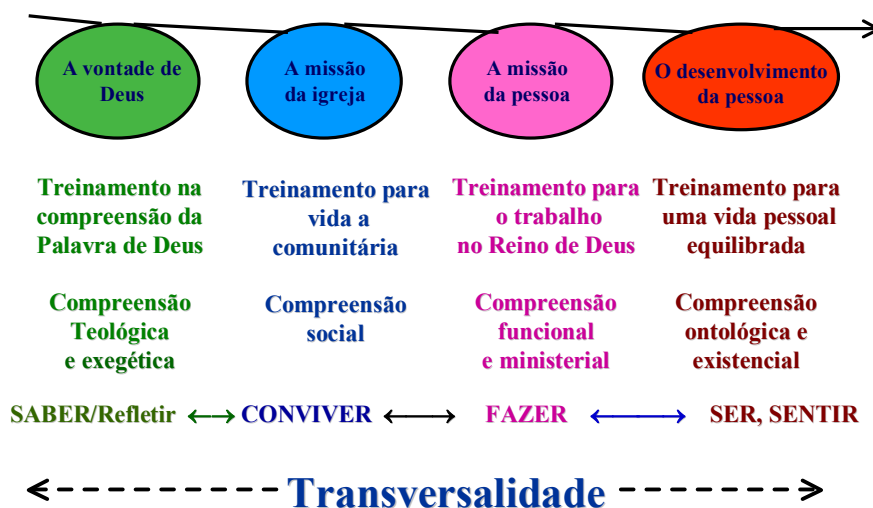 A vontade de
Deus
A missão
da igreja
A missão
da pessoa
O desenvolvimento
da pessoa
Treinamento na
compreensão da
Palavra de Deus
Treinamento para
vida a
comunitária
Treinamento para
o trabalho
no Reino de Deus
Treinamento para
uma vida pessoal
equilibrada
Compreensão
Teológica
e exegética
Compreensão
social
Compreensão
funcional
e ministerial
Compreensão
ontológica e
existencial
SABER/Refletir
CONVIVER
FAZER
SER, SENTIR
Transversalidade